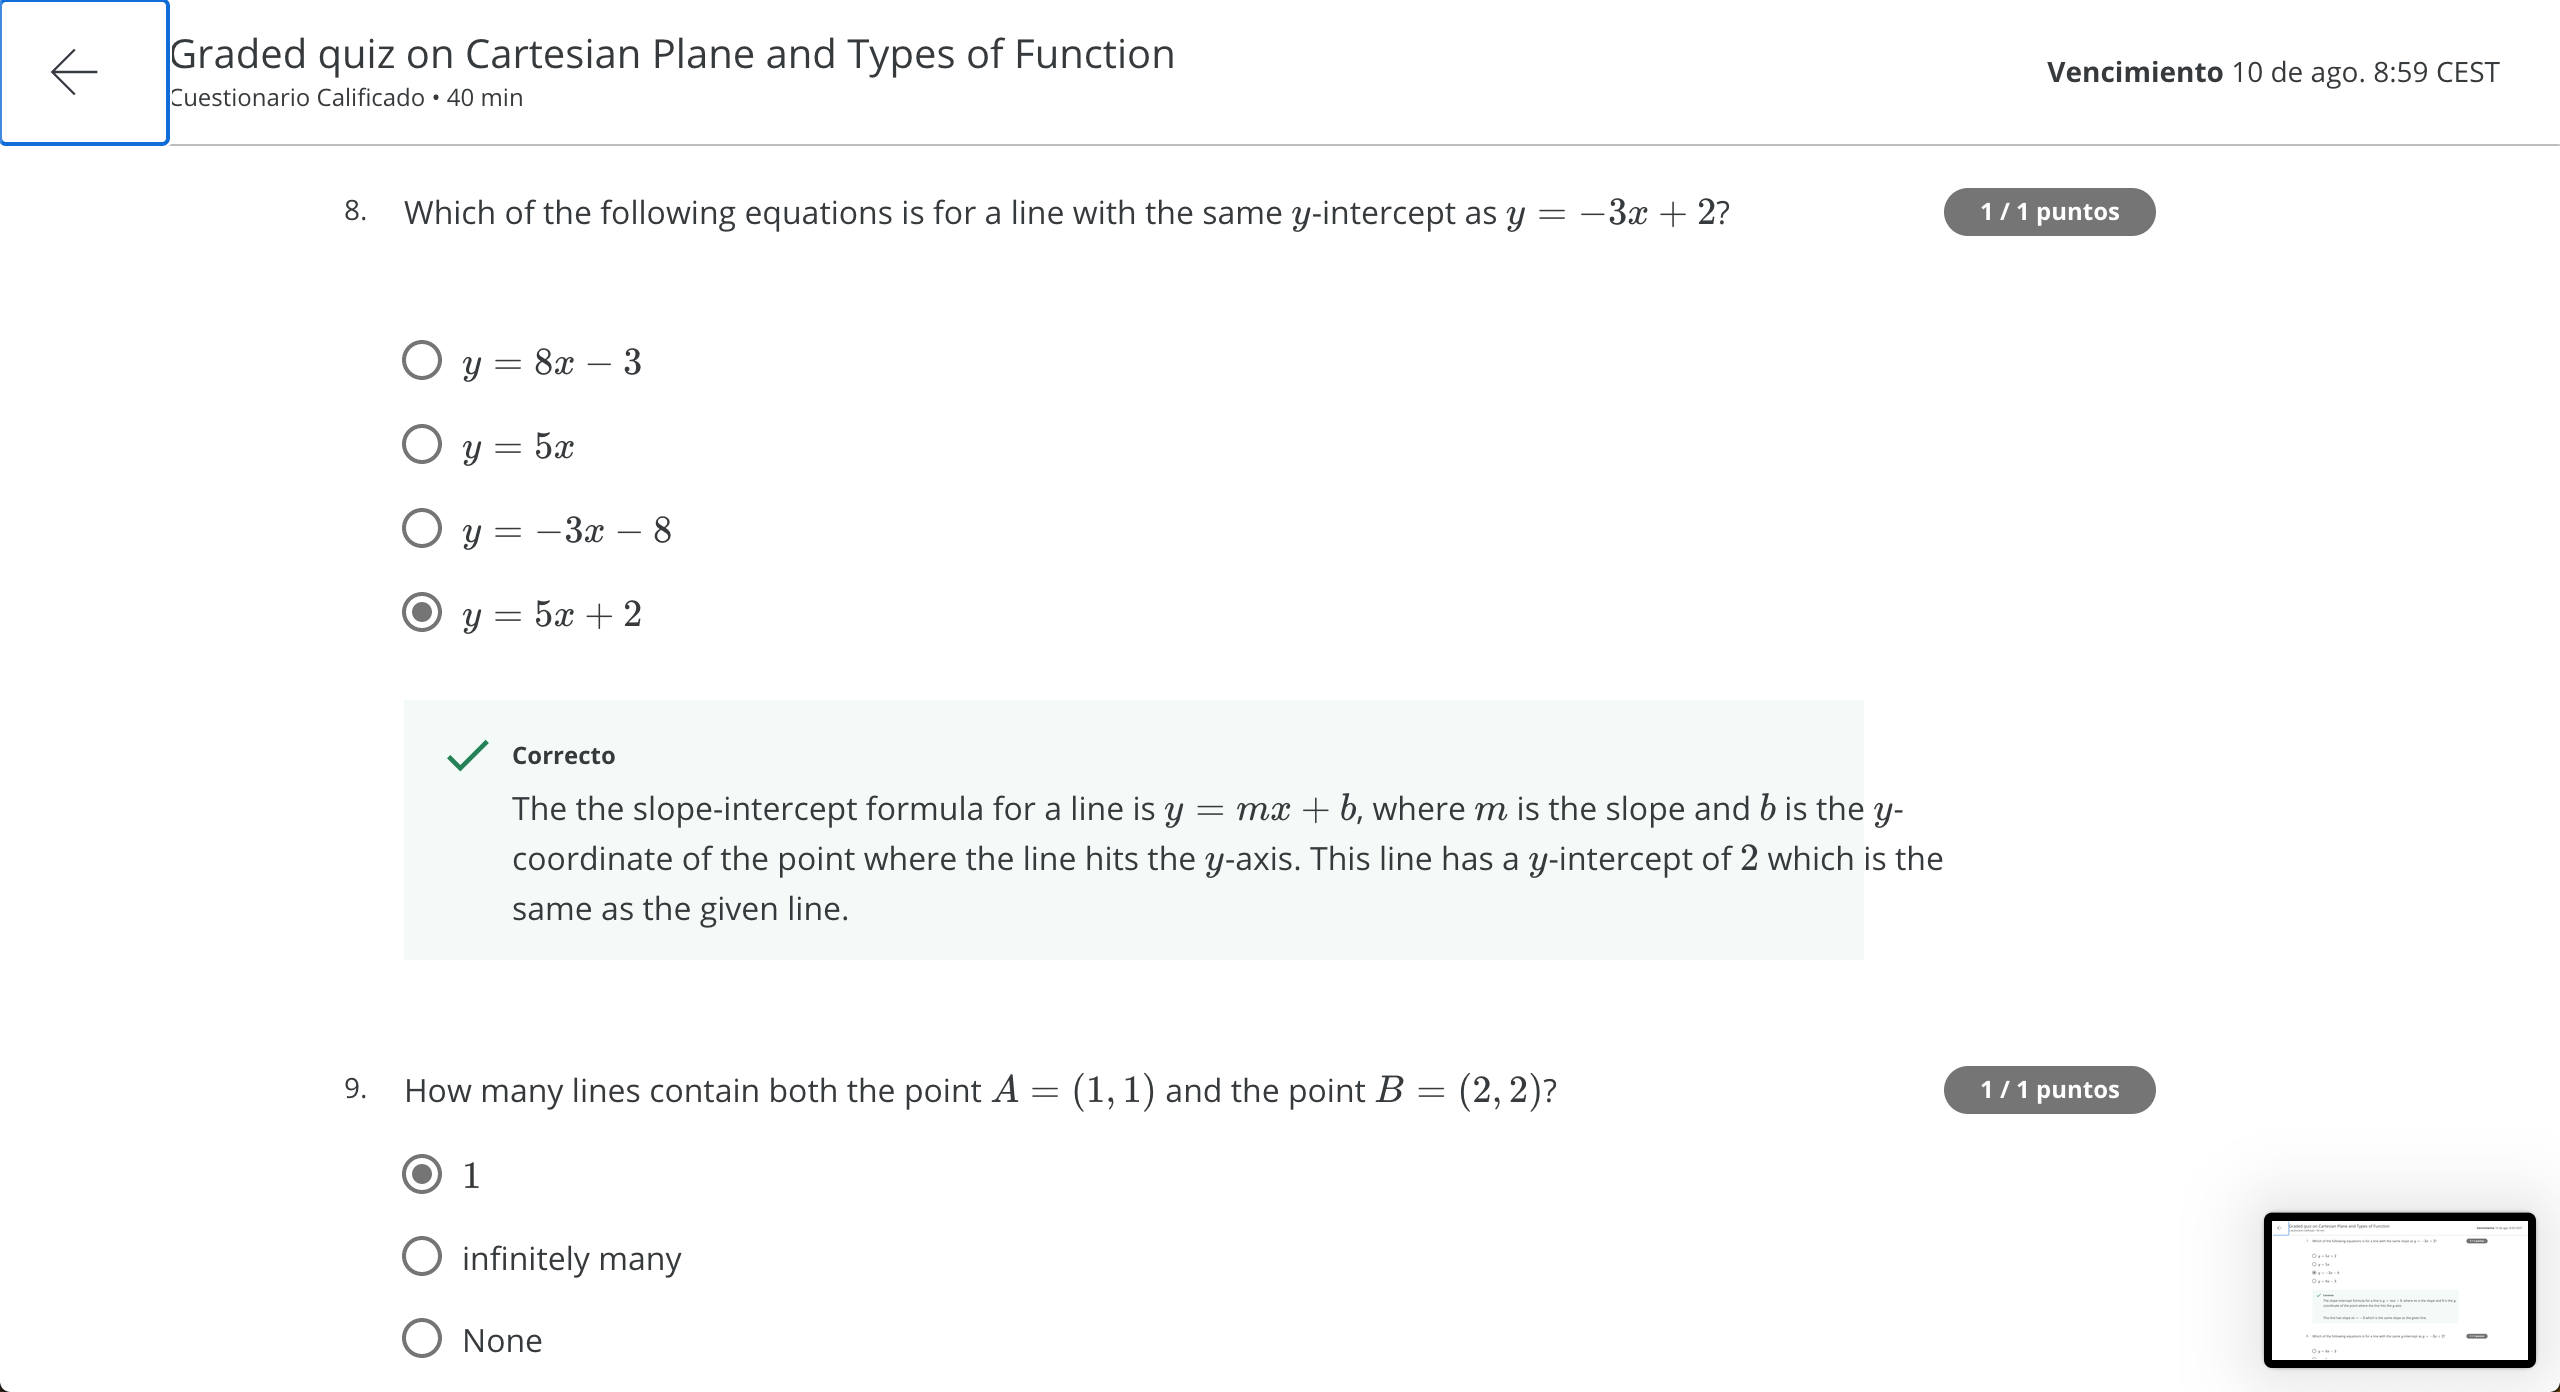 Graded quiz on Cartesian Plane and Types of Function
Cuestionario Calificado • 40 min
Vencimiento 10 de ago. 8:59 CEST
8. Which of the following equations is for a line with the same y-intercept as y = −3x + 2?
1 / 1 puntos
y = 8x − 3
y = 5x
y = −3x − 8
y = 5x + 2
Correcto
The the slope-intercept formula for a line is y = mx + b, where m is the slope and b is the y-
coordinate of the point where the line hits the y-axis. This line has a y-intercept of 2 which is the
same as the given line.
9. How many lines contain both the point A = (1, 1) and the point B = (2, 2)?
1 / 1 puntos
1
infinitely many
None